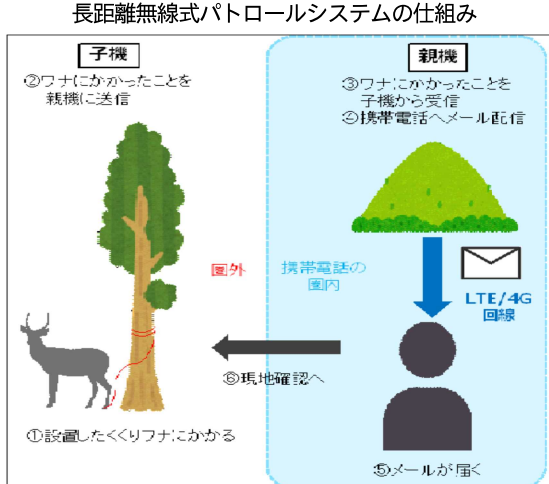 長距離無線式パトロールシステムの仕組み
子機
②ワナにかかったことを
親機に送信
親機
③ワナにかかったことを
子機から受信
④携帯電話へメール配信
圏外
携帯電話の
圏内
LTE/4G
回線
⑥現地確認へ
①設置したくくりワナにかかる
⑤メールが届く